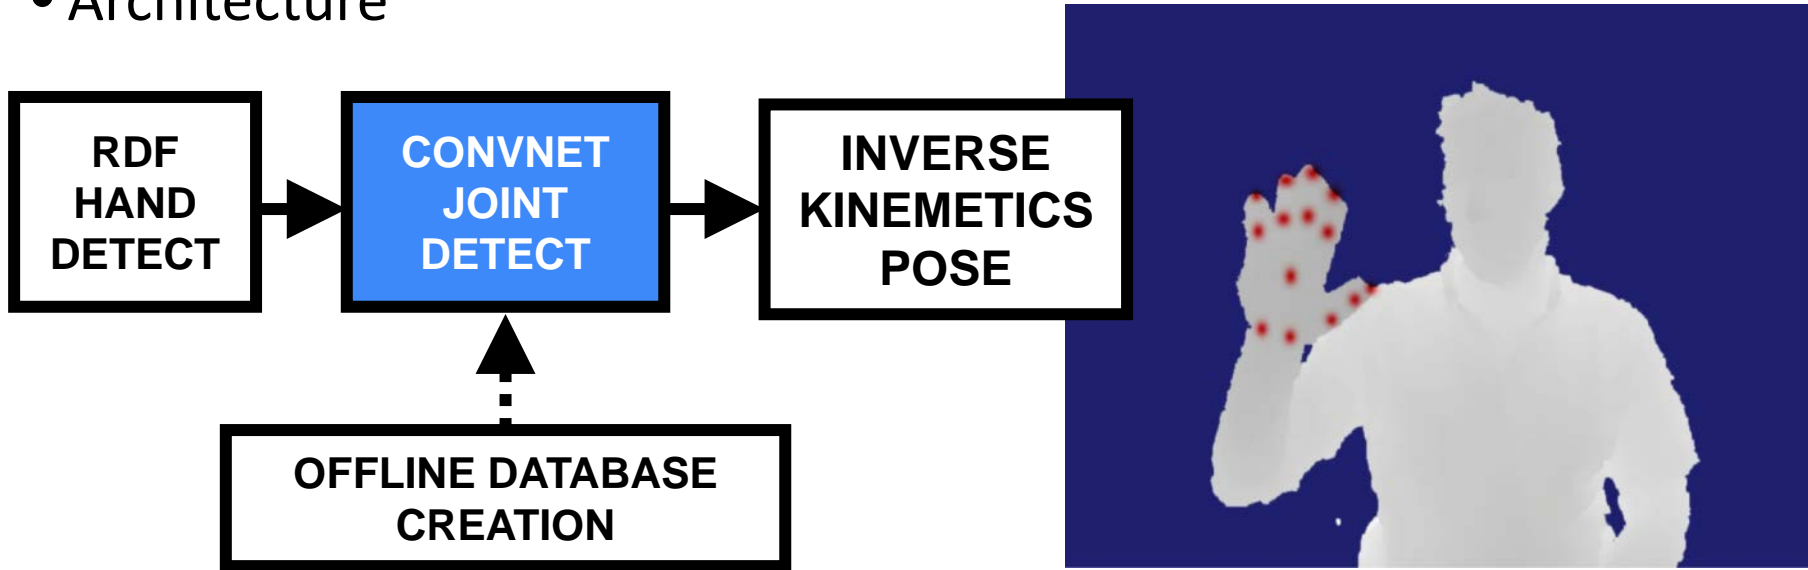 • Architecture
RDF
HAND
DETECT
CONVNET
JOINT
DETECT
INVERSE
KINEMETICS
POSE
OFFLINE DATABASE
CREATION